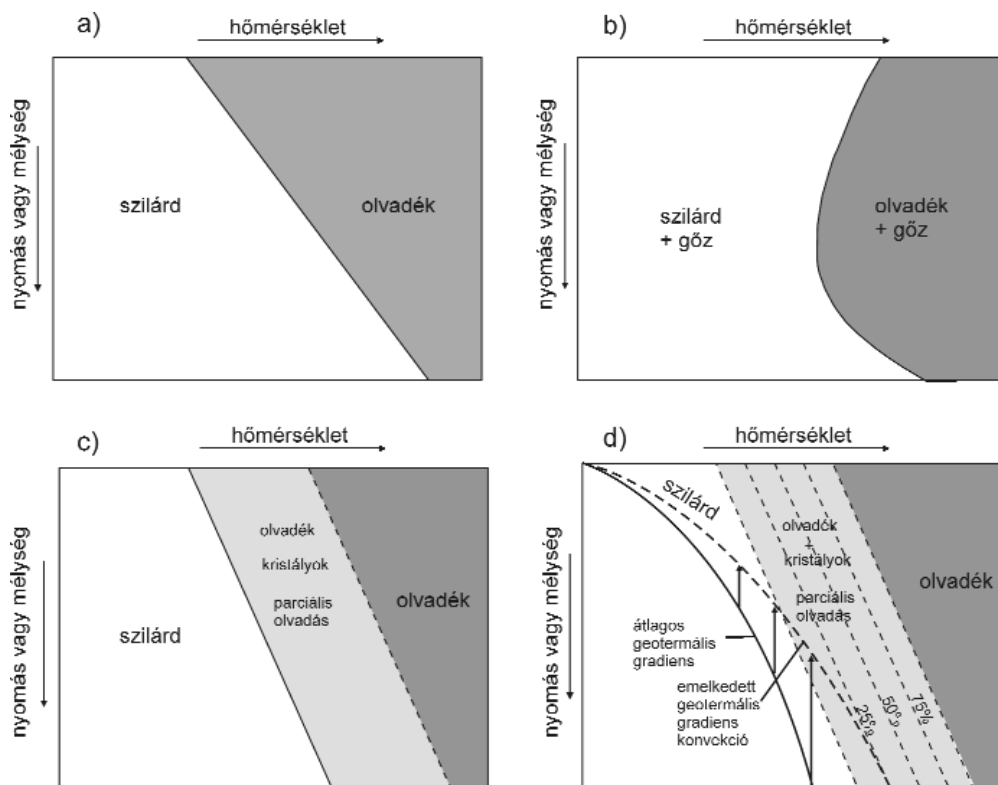 a)
hőmérséklet
nyomás vagy mélység
szilárd
olvadék
b)
hőmérséklet
nyomás vagy mélység
szilárd
+ gőz
olvadék
+ gőz
c)
hőmérséklet
nyomás vagy mélység
szilárd
olvadék
kristályok
parciális
olvadás
olvadék
d)
hőmérséklet
nyomás vagy mélység
szilárd
olvadék
+
kristályok
parciális
olvadás
olvadék
átlagos
geotermális
gradiens
emelkedett
geotermális
gradiens
konvekció
25%
50%
75%